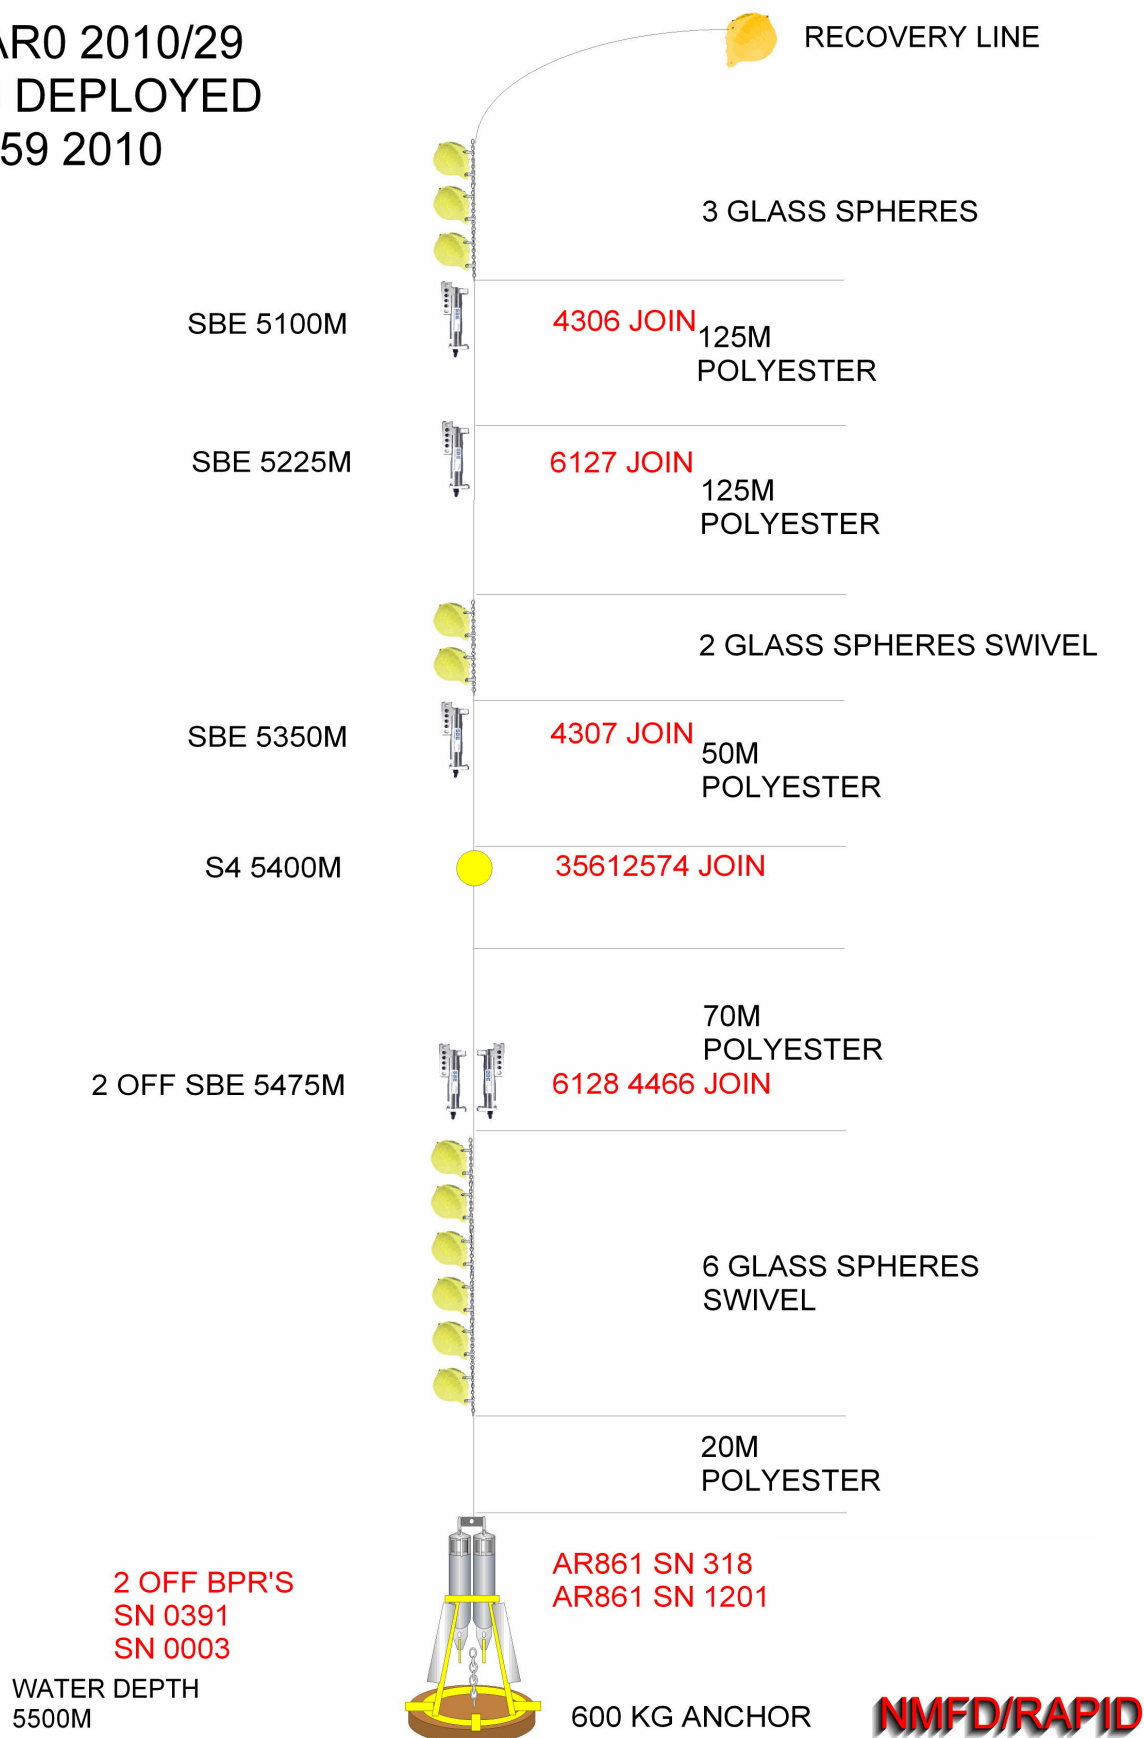 AR0 2010/29
DEPLOYED
59 2010
RECOVERY LINE
3 GLASS SPHERES
SBE 5100M
4306 JOIN
125M
POLYESTER
SBE 5225M
6127 JOIN
125M
POLYESTER
2 GLASS SPHERES SWIVEL
SBE 5350M
4307 JOIN
50M
POLYESTER
S4 5400M
35612574 JOIN
70M
POLYESTER
2 OFF SBE 5475M
6128 4466 JOIN
6 GLASS SPHERES
SWIVEL
20M
POLYESTER
AR861 SN 318
AR861 SN 1201
2 OFF BPR'S
SN 0391
SN 0003
WATER DEPTH
5500M
600 KG ANCHOR
NMFD/RAPID